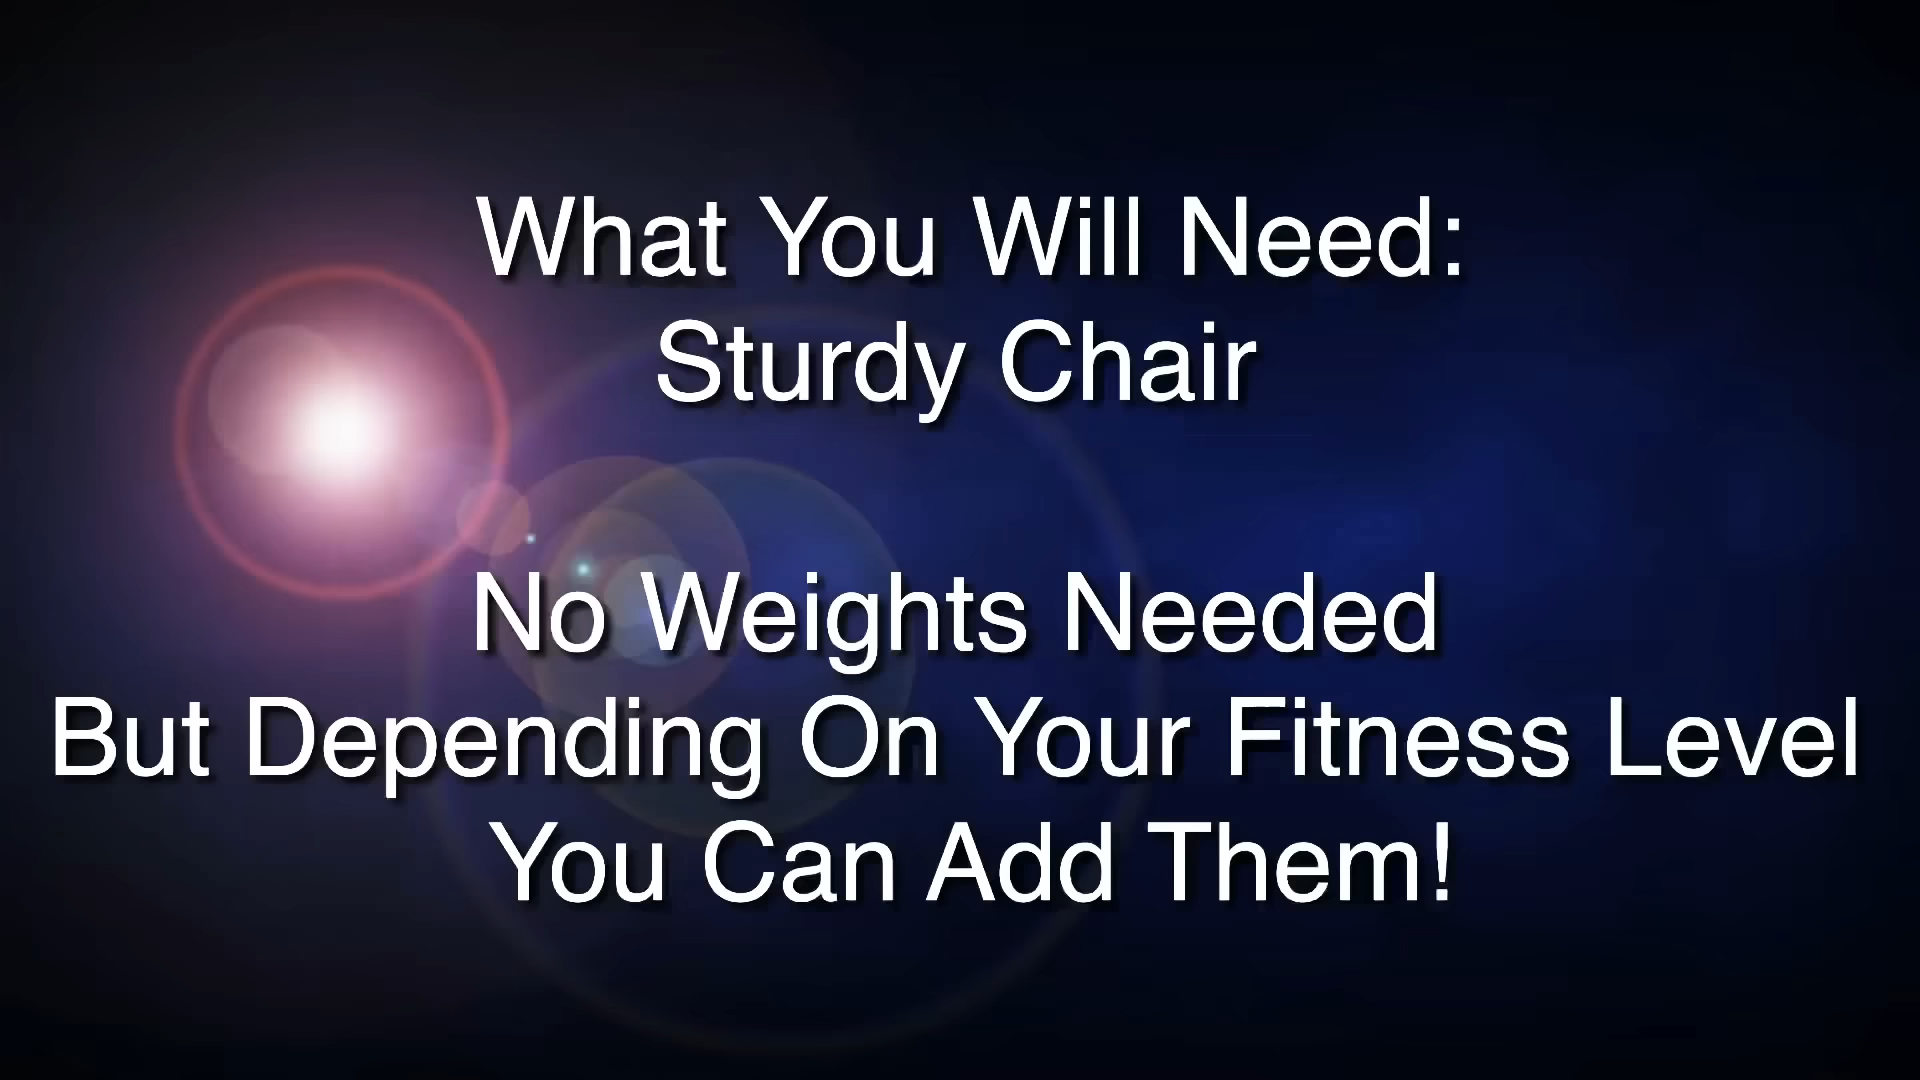 What You Will Need:
Sturdy Chair
No Weights Needed
But Depending On Your Fitness Level
You Can Add Them!